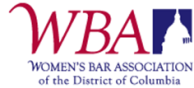 WBA
WOMEN'S BAR ASSOCIATION
of the District of Columbia